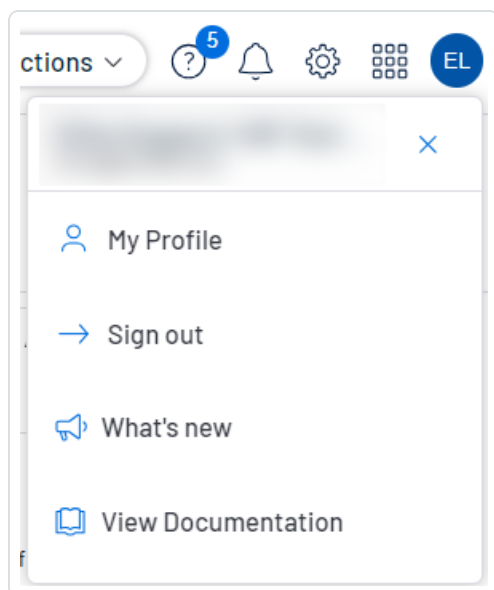 ctions
5
EL
My Profile
Sign out
What's new
View Documentation
f